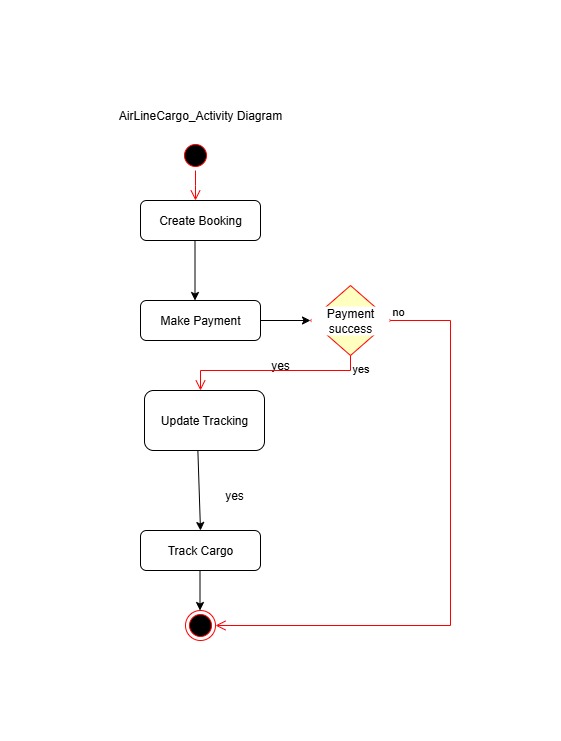 AirLineCargo_Activity Diagram
Create Booking
Make Payment
Payment
success
no
yes
yes
Update Tracking
yes
Track Cargo